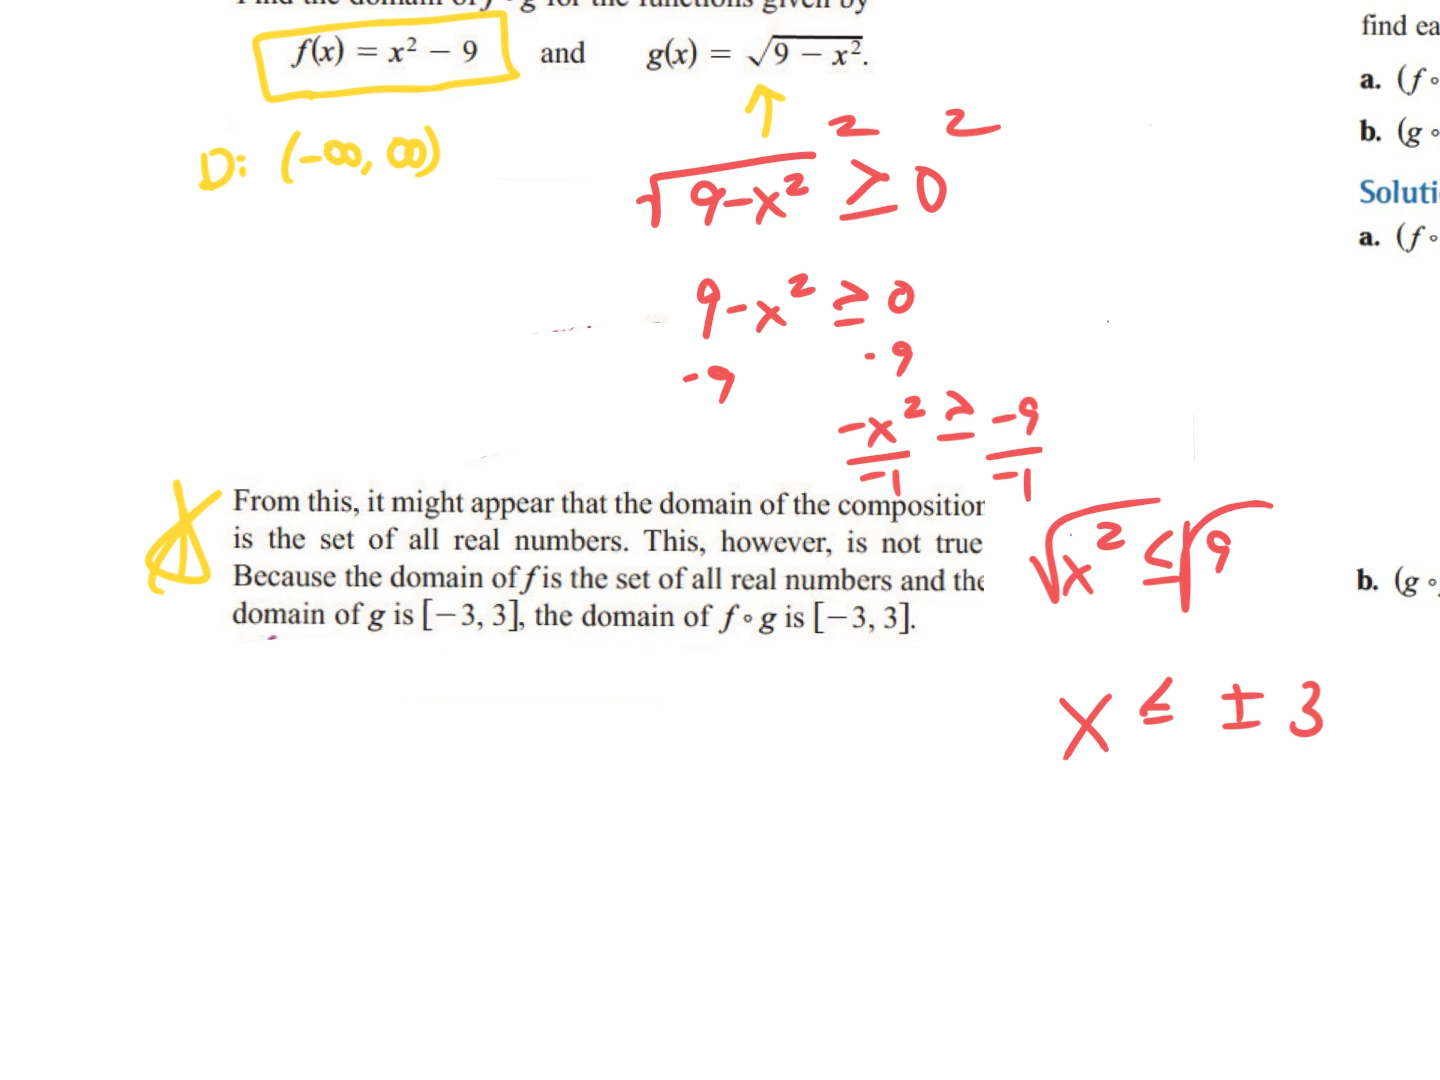 Find the domain of f ∘ g for the functions given by
f(x) = x² − 9 and g(x) = √9 − x².
D: (-∞, ∞)
2 2
√9-x² ≥ 0
9-x² ≥ 0
-9 -9
-x² ≥ -9
-1 -1
√x² ≤ √9
x ≤ ± 3
From this, it might appear that the domain of the composition
is the set of all real numbers. This, however, is not true
Because the domain of f is the set of all real numbers and the
domain of g is [−3, 3], the domain of f ∘ g is [−3, 3].
find ea
a. (f ∘
b. (g ∘
Soluti
a. (f ∘
b. (g ∘